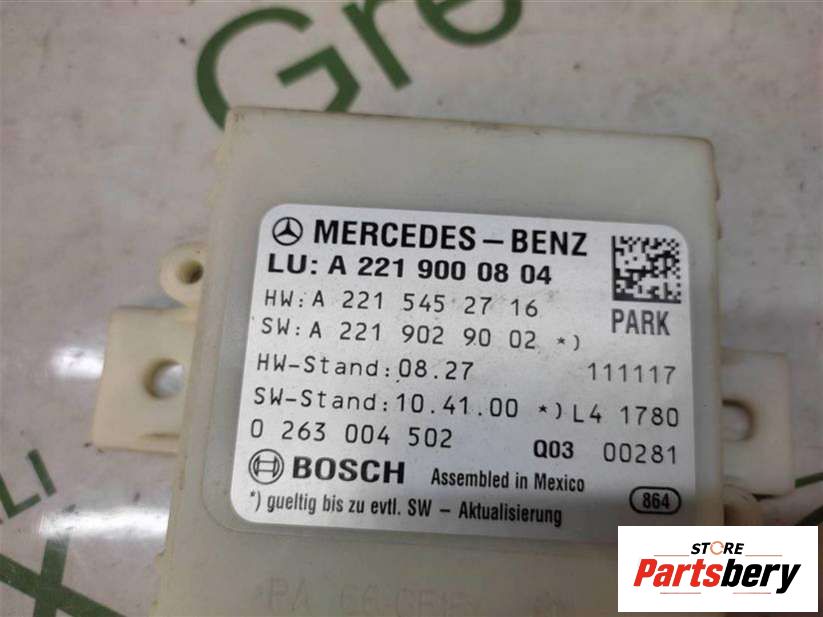 Gre
MERCEDES-BENZ
LU: A 221 900 08 04
HW: A 221 545 27 16
SW: A 221 902 90 02 *)
PARK
HW-Stand: 08.27 111117
SW-Stand: 10.41.00 *) L4 1780
0 263 004 502 Q03 00281
BOSCH Assembled in Mexico
*) gueltig bis zu evtl. SW - Aktualisierung
864
STORE
Partsbery